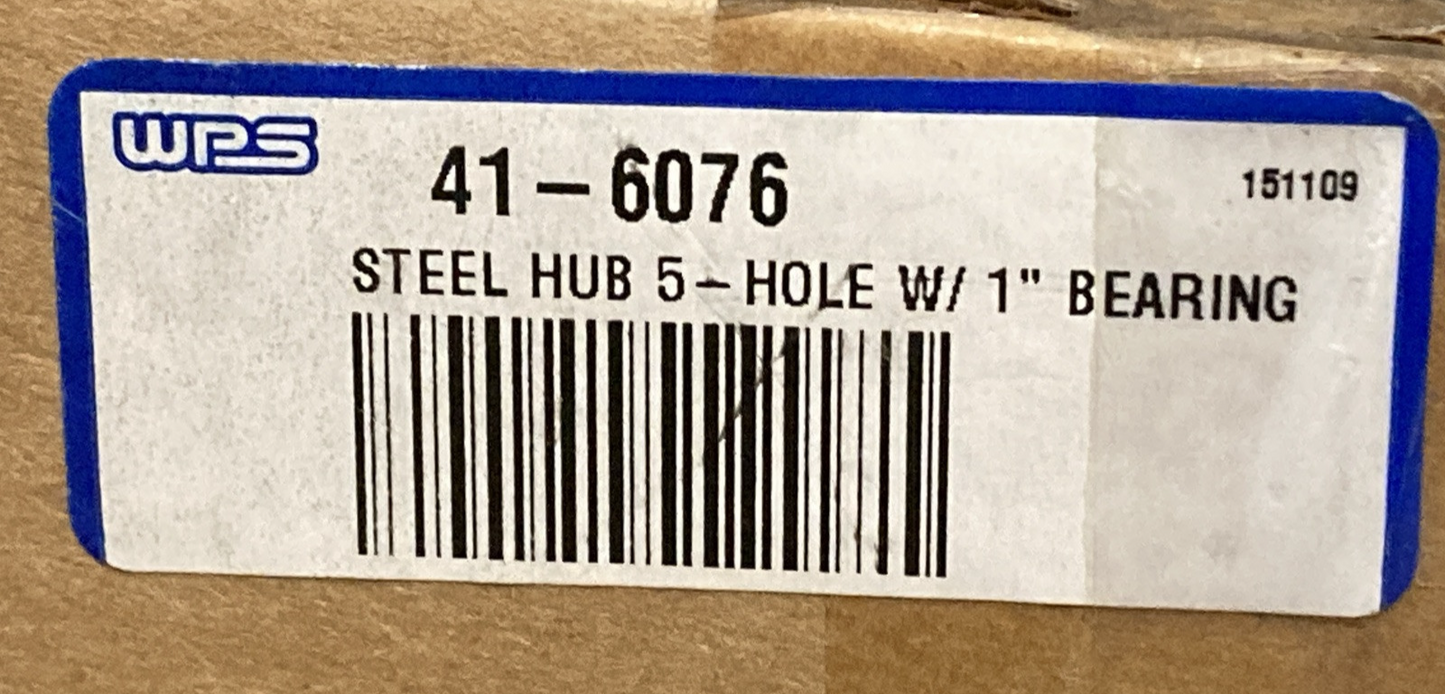 WPS
41-6076
151109
STEEL HUB 5-HOLE W/ 1" BEARING